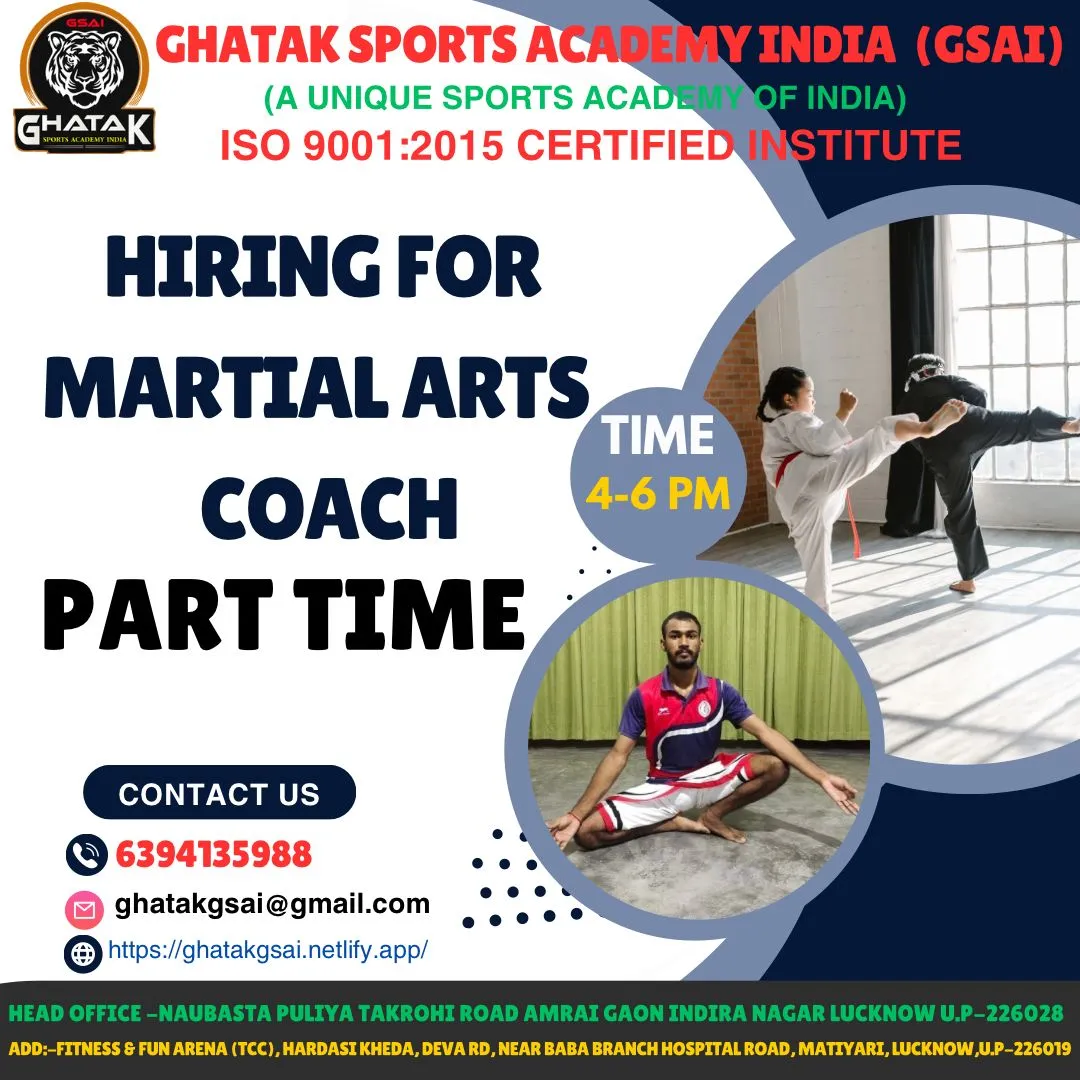 GSAI
GHATAK
SPORTS ACADEMY INDIA
GHATAK SPORTS ACADEMY INDIA (GSAI)
(A UNIQUE SPORTS ACADEMY OF INDIA)
ISO 9001:2015 CERTIFIED INSTITUTE
HIRING FOR
MARTIAL ARTS
COACH
PART TIME
TIME
4-6 PM
CONTACT US
6394135988
ghatakgsai@gmail.com
https://ghatakgsai.netlify.app/
HEAD OFFICE -NAUBASTA PULIYA TAKROHI ROAD AMRAI GAON INDIRA NAGAR LUCKNOW U.P-226028
ADD:-FITNESS & FUN ARENA (TCC), HARDASI KHEDA, DEVA RD, NEAR BABA BRANCH HOSPITAL ROAD, MATIYARI, LUCKNOW,U.P-226019